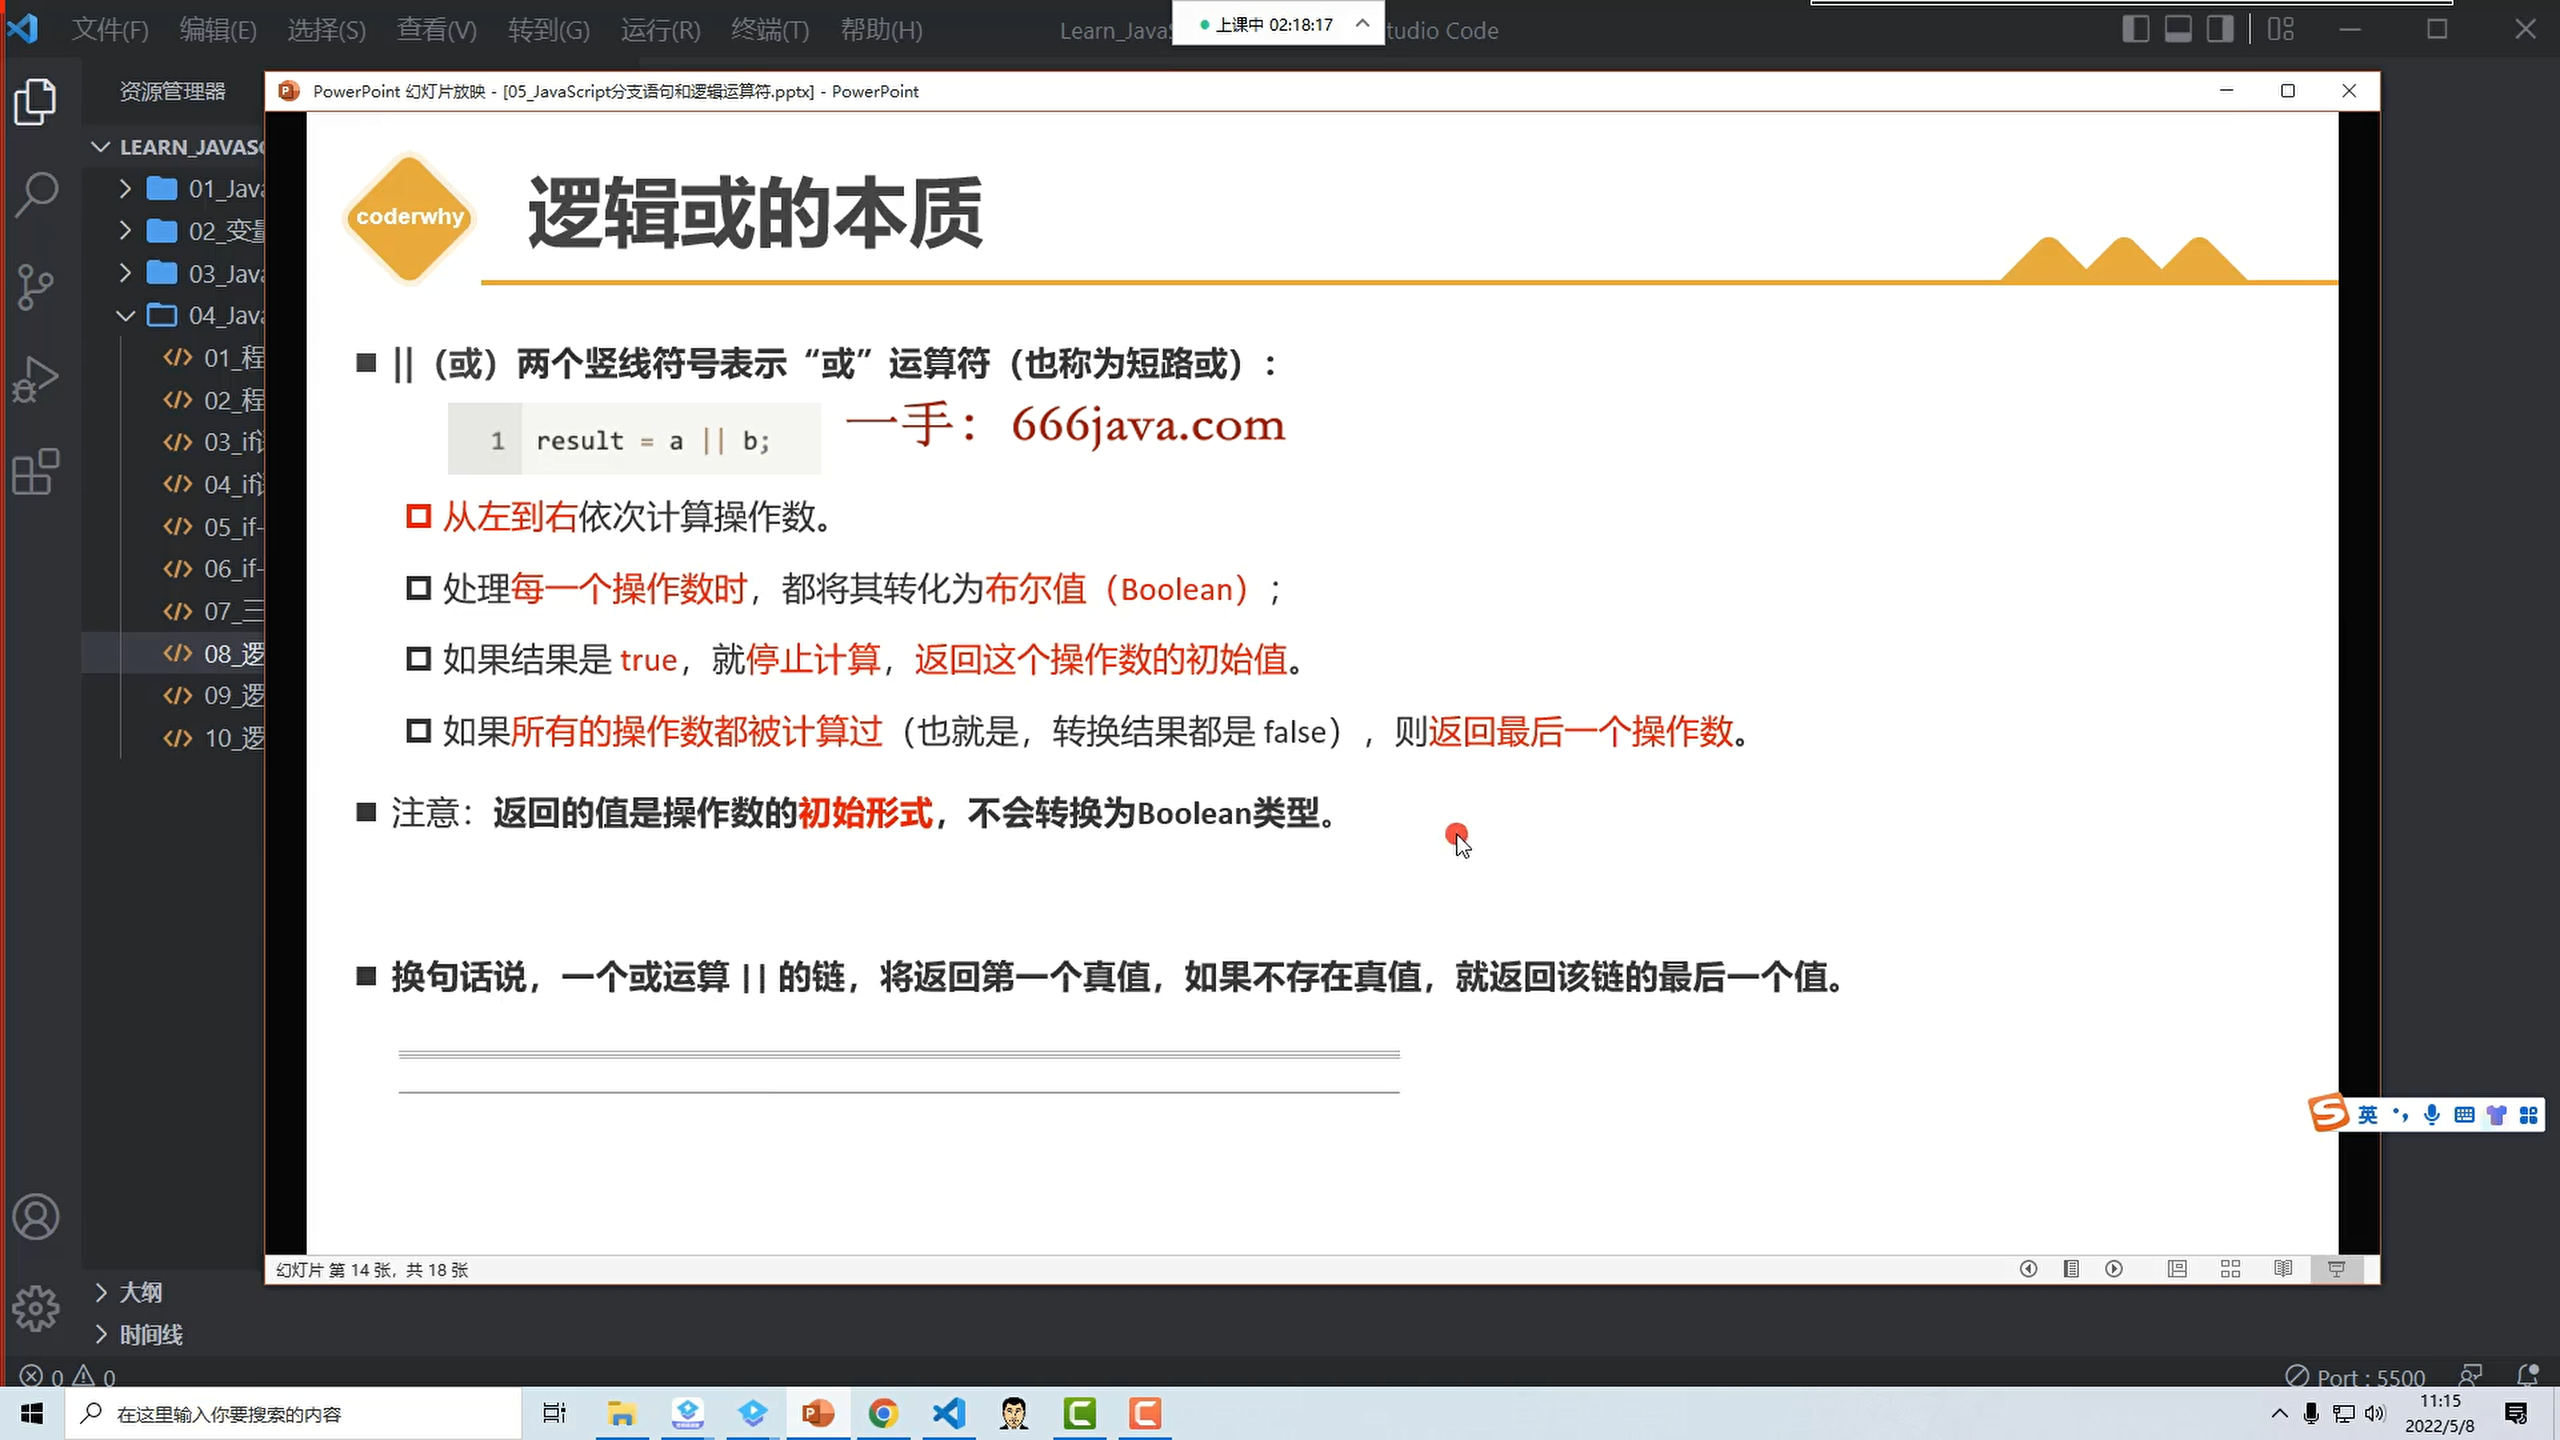 文件(F) 编辑(E) 选择(S) 查看(V) 转到(G) 运行(R) 终端(T) 帮助(H)
Learn_Javas
上课中 02:18:17
tudio Code
资源管理器
PowerPoint 幻灯片放映 - [05_JavaScript分支语句和逻辑运算符.pptx] - PowerPoint
LEARN_JAVASC
01_Java
02_变量
03_Java
04_Java
01_程
02_程
03_if
04_if
05_if-
06_if-
07_三
08_逻
09_逻
10_逻
coderwhy
逻辑或的本质
||（或）两个竖线符号表示“或”运算符（也称为短路或）：
1 result = a || b;
一手： 666java.com
从左到右依次计算操作数。
处理每一个操作数时，都将其转化为布尔值（Boolean）；
如果结果是 true，就停止计算，返回这个操作数的初始值。
如果所有的操作数都被计算过（也就是，转换结果都是 false），则返回最后一个操作数。
注意：返回的值是操作数的初始形式，不会转换为Boolean类型。
换句话说，一个或运算 || 的链，将返回第一个真值，如果不存在真值，就返回该链的最后一个值。
英
幻灯片 第 14 张，共 18 张
大纲
时间线
0 0
Port : 5500
在这里输入你要搜索的内容
11:15
2022/5/8